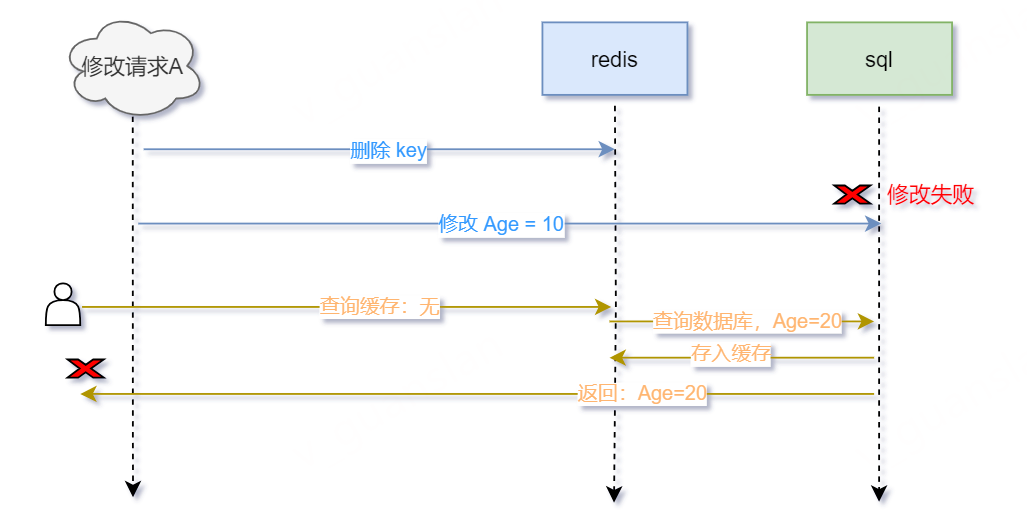 修改请求A
redis
sql
删除 key
修改失败
修改 Age = 10
查询缓存：无
查询数据库，Age=20
存入缓存
返回：Age=20